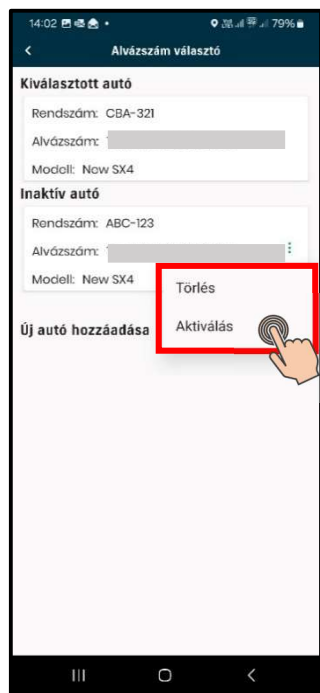 14:02 79%
Alvázszám választó
Kiválasztott autó
Rendszám: CBA-321
Alvázszám:
Modell: New SX4
Inaktív autó
Rendszám: ABC-123
Alvázszám:
Modell: New SX4
Törlés
Új autó hozzáadása
Aktiválás